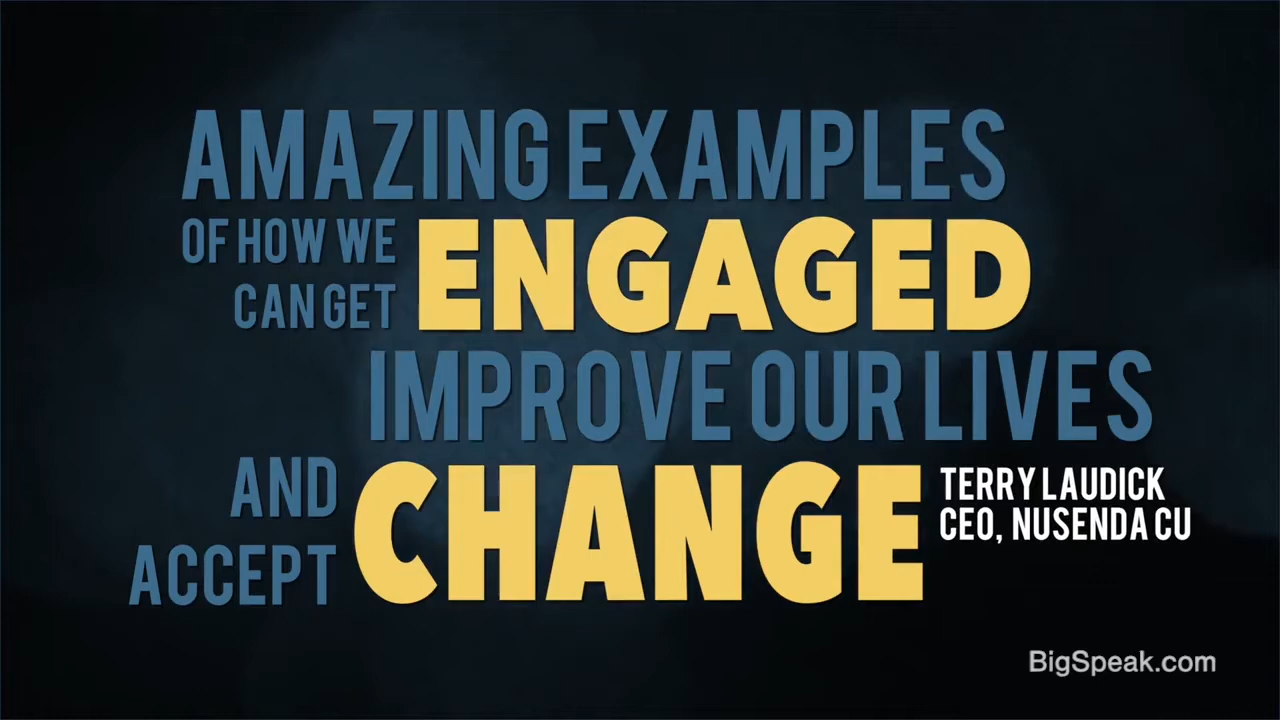 AMAZING EXAMPLES
OF HOW WE
CAN GET
ENGAGED
IMPROVE OUR LIVES
AND
ACCEPT
CHANGE
TERRY LAUDICK
CEO, NUSENDA CU
BigSpeak.com